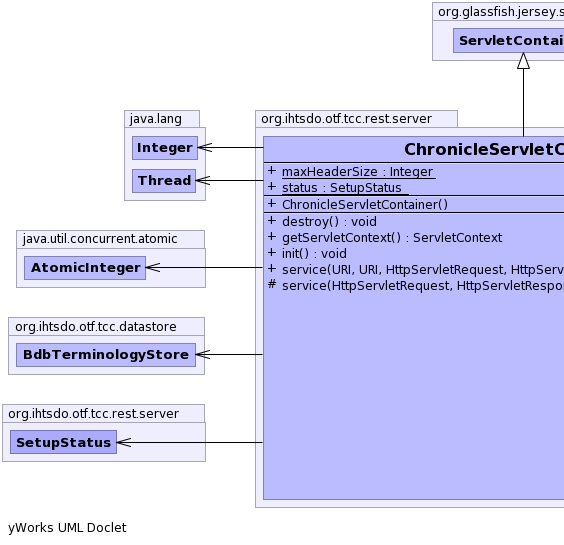 org.glassfish.jersey.s
ServletContai
java.lang
Integer
Thread
org.ihtsdo.otf.tcc.rest.server
ChronicleServletC
+ maxHeaderSize : Integer
+ status : SetupStatus
+ ChronicleServletContainer()
+ destroy() : void
+ getServletContext() : ServletContext
+ init() : void
+ service(URI, URI, HttpServletRequest, HttpServ
# service(HttpServletRequest, HttpServletRespo
java.util.concurrent.atomic
AtomicInteger
org.ihtsdo.otf.tcc.datastore
BdbTerminologyStore
org.ihtsdo.otf.tcc.rest.server
SetupStatus
yWorks UML Doclet